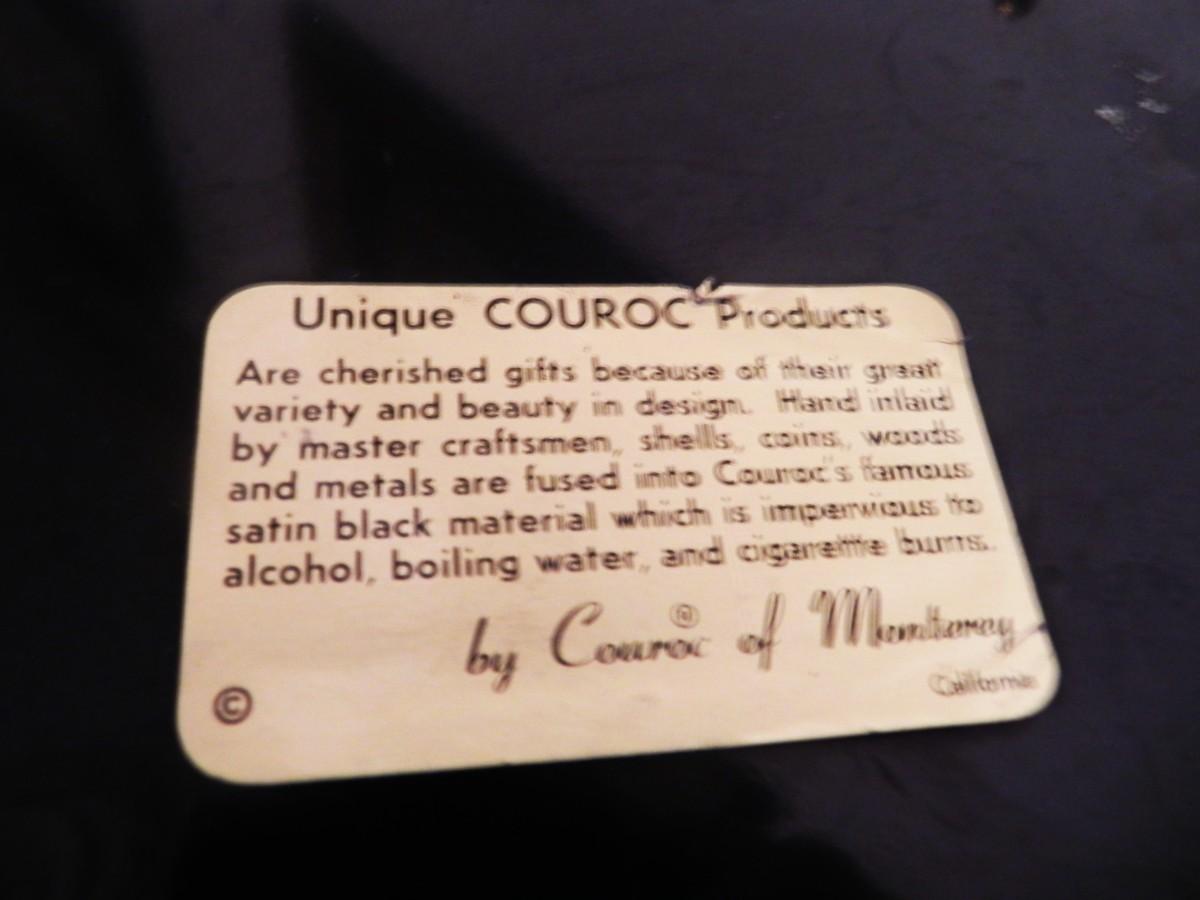 Unique COUROC Products
Are cherished gifts because of their great
variety and beauty in design. Hand inlaid
by master craftsmen, shells, coins, woods
and metals are fused into Couroc's famous
satin black material which is impervious to
alcohol, boiling water, and cigarette burns.
by Couroc® of Monterey
California
©